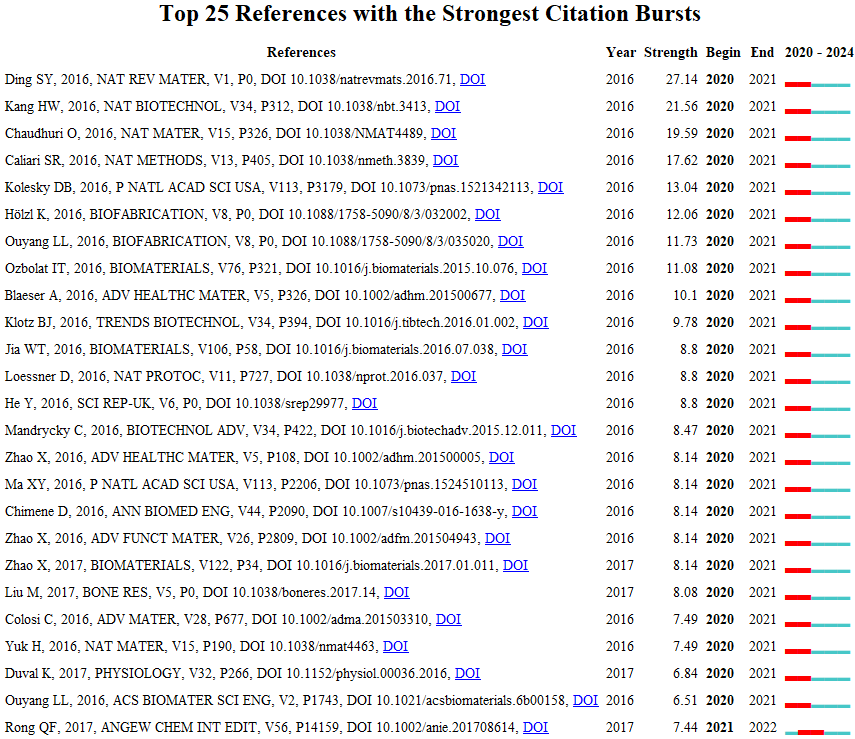 Top 25 References with the Strongest Citation Bursts
References Year Strength Begin End 2020 - 2024
Ding SY, 2016, NAT REV MATER, V1, P0, DOI 10.1038/natrevmats.2016.71, DOI 2016 27.14 2020 2021
Kang HW, 2016, NAT BIOTECHNOL, V34, P312, DOI 10.1038/nbt.3413, DOI 2016 21.56 2020 2021
Chaudhuri O, 2016, NAT MATER, V15, P326, DOI 10.1038/NMAT4489, DOI 2016 19.59 2020 2021
Caliari SR, 2016, NAT METHODS, V13, P405, DOI 10.1038/nmeth.3839, DOI 2016 17.62 2020 2021
Kolesky DB, 2016, P NATL ACAD SCI USA, V113, P3179, DOI 10.1073/pnas.1521342113, DOI 2016 13.04 2020 2021
Hölzl K, 2016, BIOFABRICATION, V8, P0, DOI 10.1088/1758-5090/8/3/032002, DOI 2016 12.06 2020 2021
Ouyang LL, 2016, BIOFABRICATION, V8, P0, DOI 10.1088/1758-5090/8/3/035020, DOI 2016 11.73 2020 2021
Ozbolat IT, 2016, BIOMATERIALS, V76, P321, DOI 10.1016/j.biomaterials.2015.10.076, DOI 2016 11.08 2020 2021
Blaeser A, 2016, ADV HEALTHC MATER, V5, P326, DOI 10.1002/adhm.201500677, DOI 2016 10.1 2020 2021
Klotz BJ, 2016, TRENDS BIOTECHNOL, V34, P394, DOI 10.1016/j.tibtech.2016.01.002, DOI 2016 9.78 2020 2021
Jia WT, 2016, BIOMATERIALS, V106, P58, DOI 10.1016/j.biomaterials.2016.07.038, DOI 2016 8.8 2020 2021
Loessner D, 2016, NAT PROTOC, V11, P727, DOI 10.1038/nprot.2016.037, DOI 2016 8.8 2020 2021
He Y, 2016, SCI REP-UK, V6, P0, DOI 10.1038/srep29977, DOI 2016 8.8 2020 2021
Mandrycky C, 2016, BIOTECHNOL ADV, V34, P422, DOI 10.1016/j.biotechadv.2015.12.011, DOI 2016 8.47 2020 2021
Zhao X, 2016, ADV HEALTHC MATER, V5, P108, DOI 10.1002/adhm.201500005, DOI 2016 8.14 2020 2021
Ma XY, 2016, P NATL ACAD SCI USA, V113, P2206, DOI 10.1073/pnas.1524510113, DOI 2016 8.14 2020 2021
Chimene D, 2016, ANN BIOMED ENG, V44, P2090, DOI 10.1007/s10439-016-1638-y, DOI 2016 8.14 2020 2021
Zhao X, 2016, ADV FUNCT MATER, V26, P2809, DOI 10.1002/adfm.201504943, DOI 2016 8.14 2020 2021
Zhao X, 2017, BIOMATERIALS, V122, P34, DOI 10.1016/j.biomaterials.2017.01.011, DOI 2017 8.14 2020 2021
Liu M, 2017, BONE RES, V5, P0, DOI 10.1038/boneres.2017.14, DOI 2017 8.08 2020 2021
Colosi C, 2016, ADV MATER, V28, P677, DOI 10.1002/adma.201503310, DOI 2016 7.49 2020 2021
Yuk H, 2016, NAT MATER, V15, P190, DOI 10.1038/nmat4463, DOI 2016 7.49 2020 2021
Duval K, 2017, PHYSIOLOGY, V32, P266, DOI 10.1152/physiol.00036.2016, DOI 2017 6.84 2020 2021
Ouyang LL, 2016, ACS BIOMATER SCI ENG, V2, P1743, DOI 10.1021/acsbiomaterials.6b00158, DOI 2016 6.51 2020 2021
Rong QF, 2017, ANGEW CHEM INT EDIT, V56, P14159, DOI 10.1002/anie.201708614, DOI 2017 7.44 2021 2022